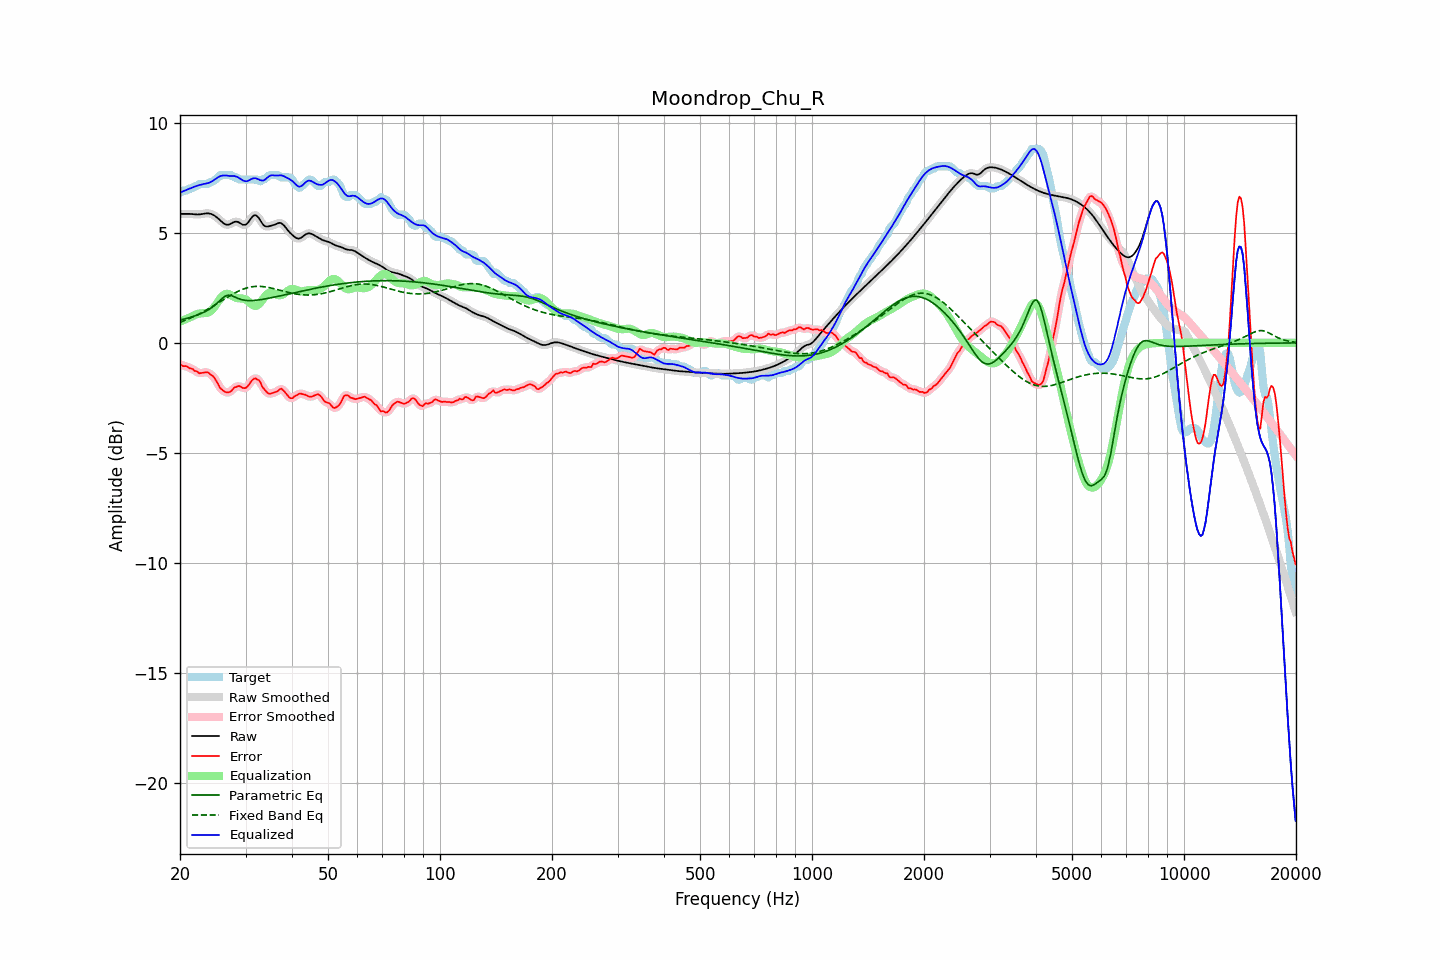 Moondrop_Chu_R
Amplitude (dBr)
10
5
0
−5
−10
−15
−20
Target
Raw Smoothed
Error Smoothed
Raw
Error
Equalization
Parametric Eq
Fixed Band Eq
Equalized
20 50 100 200 500 1000 2000 5000 10000 20000
Frequency (Hz)